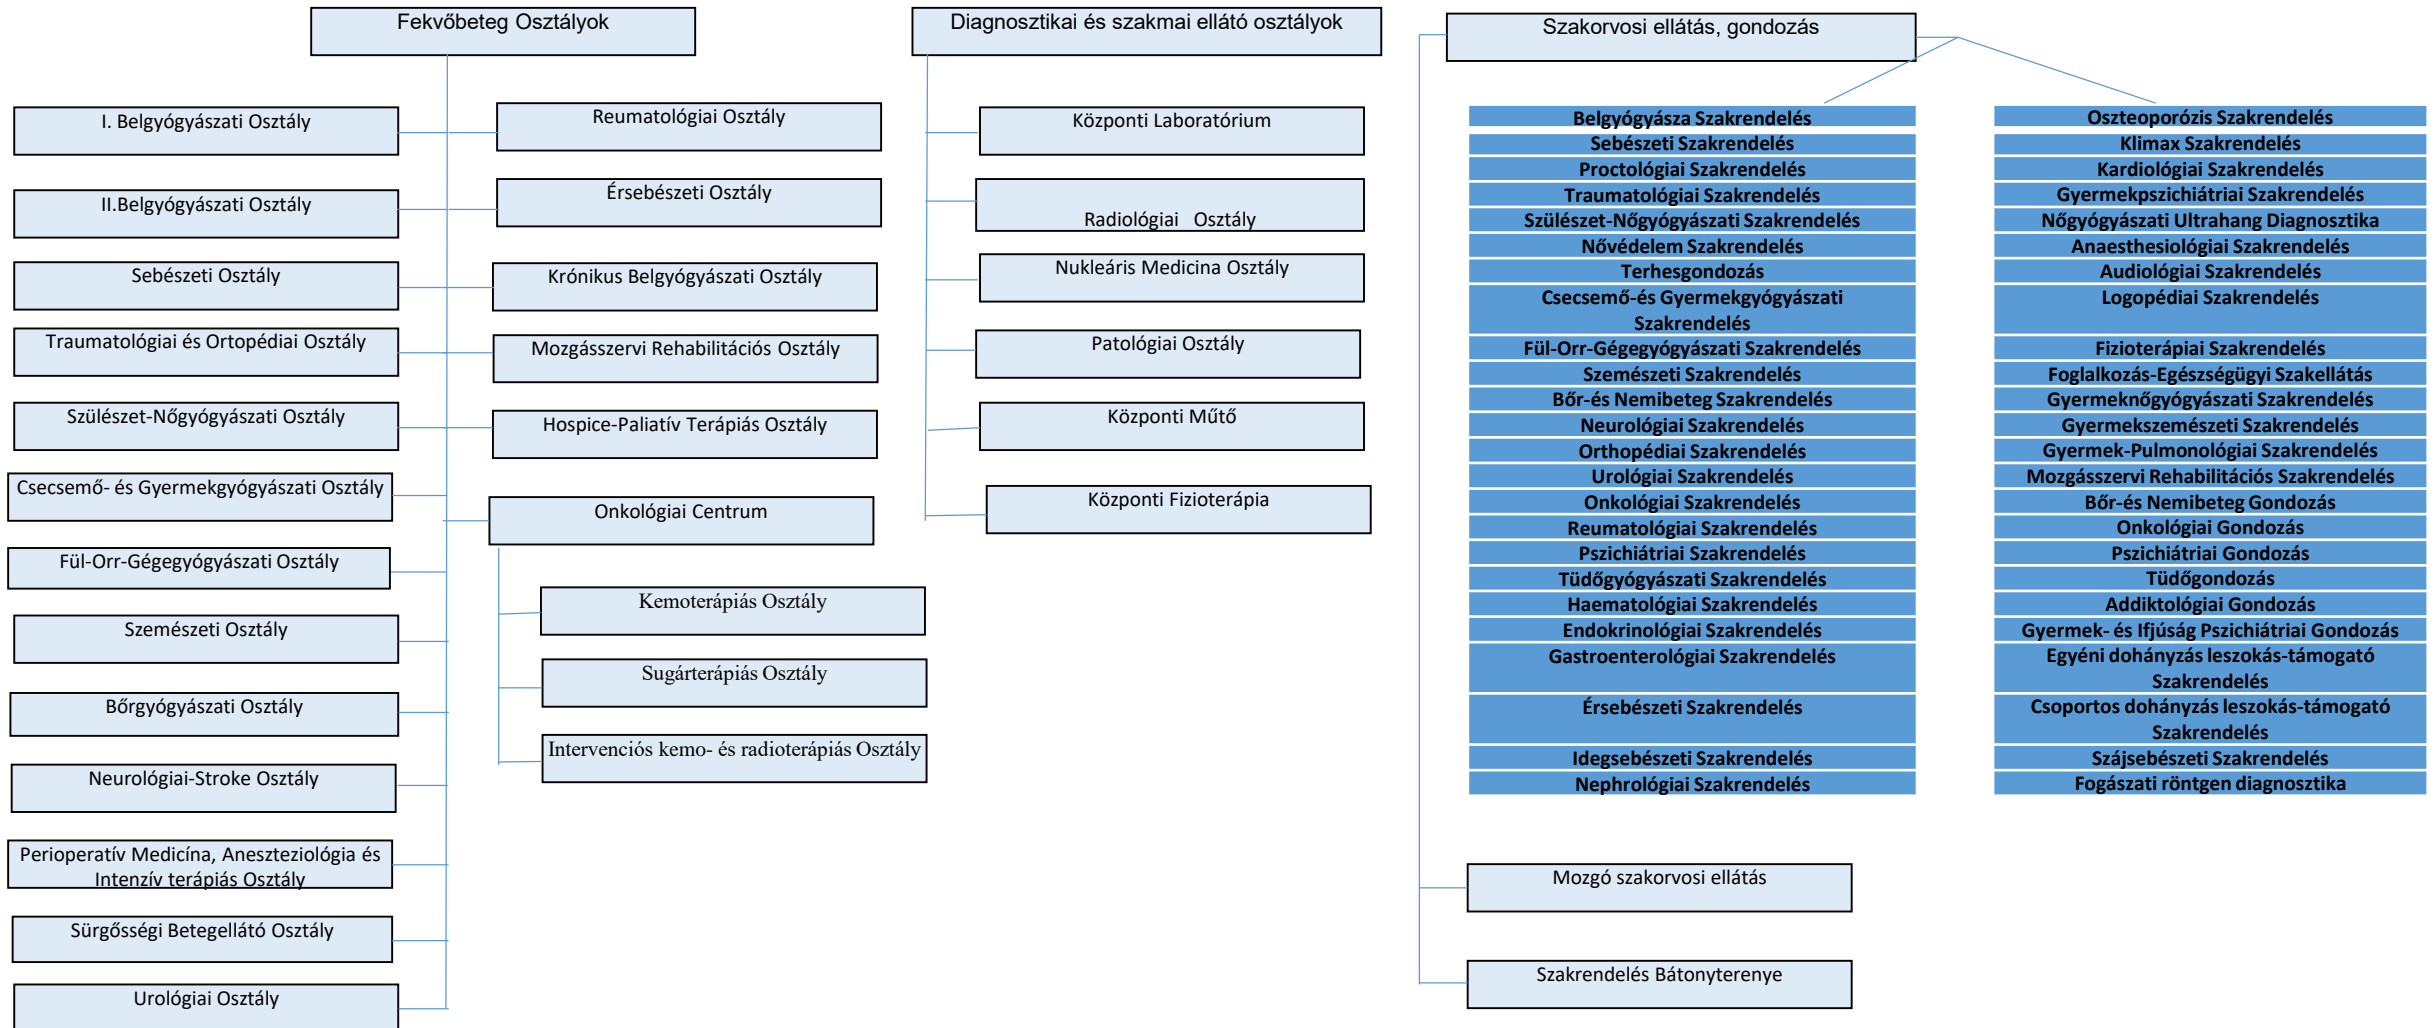 Fekvőbeteg Osztályok
I. Belgyógyászati Osztály
II.Belgyógyászati Osztály
Sebészeti Osztály
Traumatológiai és Ortopédiai Osztály
Szülészet-Nőgyógyászati Osztály
Csecsemő- és Gyermekgyógyászati Osztály
Fül-Orr-Gégegyógyászati Osztály
Szemészeti Osztály
Bőrgyógyászati Osztály
Neurológiai-Stroke Osztály
Perioperatív Medicína, Aneszteziológia és
Intenzív terápiás Osztály
Sürgősségi Betegellátó Osztály
Urológiai Osztály
Reumatológiai Osztály
Érsebészeti Osztály
Krónikus Belgyógyászati Osztály
Mozgásszervi Rehabilitációs Osztály
Hospice-Paliatív Terápiás Osztály
Onkológiai Centrum
Kemoterápiás Osztály
Sugárterápiás Osztály
Intervenciós kemo- és radioterápiás Osztály
Diagnosztikai és szakmai ellátó osztályok
Központi Laboratórium
Radiológiai Osztály
Nukleáris Medicina Osztály
Patológiai Osztály
Központi Műtő
Központi Fizioterápia
Szakorvosi ellátás, gondozás
Belgyógyásza Szakrendelés
Sebészeti Szakrendelés
Proctológiai Szakrendelés
Traumatológiai Szakrendelés
Szülészet-Nőgyógyászati Szakrendelés
Nővédelem Szakrendelés
Terhesgondozás
Csecsemő-és Gyermekgyógyászati
Szakrendelés
Fül-Orr-Gégegyógyászati Szakrendelés
Szemészeti Szakrendelés
Bőr-és Nemibeteg Szakrendelés
Neurológiai Szakrendelés
Orthopédiai Szakrendelés
Urológiai Szakrendelés
Onkológiai Szakrendelés
Reumatológiai Szakrendelés
Pszichiátriai Szakrendelés
Tüdőgyógyászati Szakrendelés
Haematológiai Szakrendelés
Endokrinológiai Szakrendelés
Gastroenterológiai Szakrendelés
Érsebészeti Szakrendelés
Idegsebészeti Szakrendelés
Nephrológiai Szakrendelés
Oszteoporózis Szakrendelés
Klimax Szakrendelés
Kardiológiai Szakrendelés
Gyermekpszichiátriai Szakrendelés
Nőgyógyászati Ultrahang Diagnosztika
Anaesthesiológiai Szakrendelés
Audiológiai Szakrendelés
Logopédiai Szakrendelés
Fizioterápiai Szakrendelés
Foglalkozás-Egészségügyi Szakellátás
Gyermeknőgyógyászati Szakrendelés
Gyermekszemészeti Szakrendelés
Gyermek-Pulmonológiai Szakrendelés
Mozgásszervi Rehabilitációs Szakrendelés
Bőr-és Nemibeteg Gondozás
Onkológiai Gondozás
Pszichiátriai Gondozás
Tüdőgondozás
Addiktológiai Gondozás
Gyermek- és Ifjúság Pszichiátriai Gondozás
Egyéni dohányzás leszokás-támogató
Szakrendelés
Csoportos dohányzás leszokás-támogató
Szakrendelés
Szájsebészeti Szakrendelés
Fogászati röntgen diagnosztika
Mozgó szakorvosi ellátás
Szakrendelés Bátonyterenye